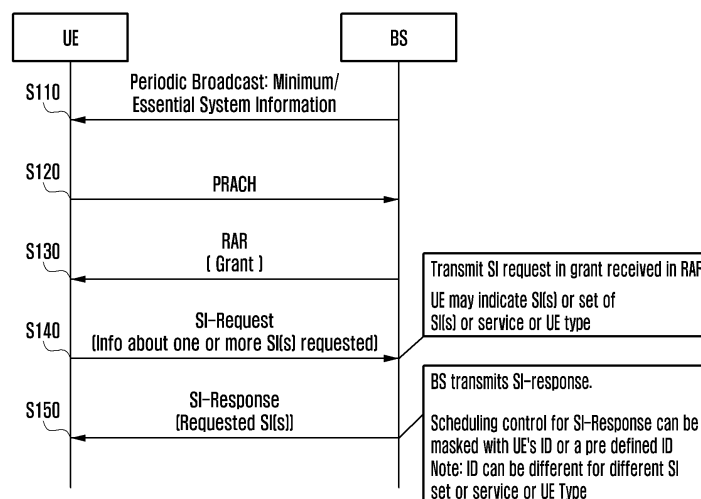 UE
BS
S110
Periodic Broadcast: Minimum/
Essential System Information
S120
PRACH
S130
RAR
( Grant )
Transmit SI request in grant received in RAR
UE may indicate SI(s) or set of
SI(s) or service or UE type
S140
SI-Request
(Info about one or more SI(s) requested)
BS transmits SI-response.
S150
SI-Response
(Requested SI(s))
Scheduling control for SI-Response can be
masked with UE's ID or a pre defined ID
Note: ID can be different for different SI
set or service or UE Type